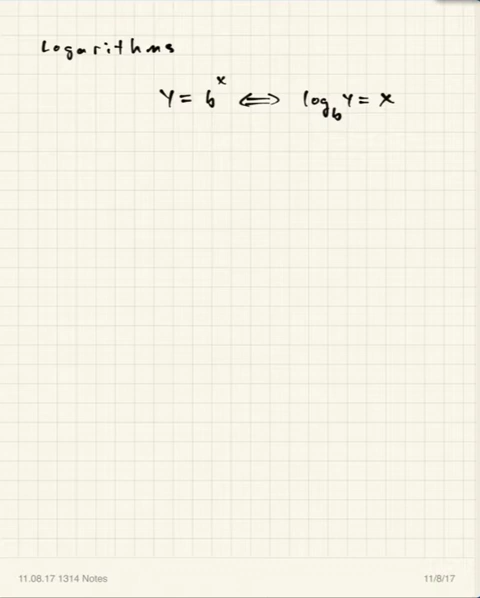 Logarithms
y = b^x ⟺ log_b y = x
11.08.17 1314 Notes
11/8/17